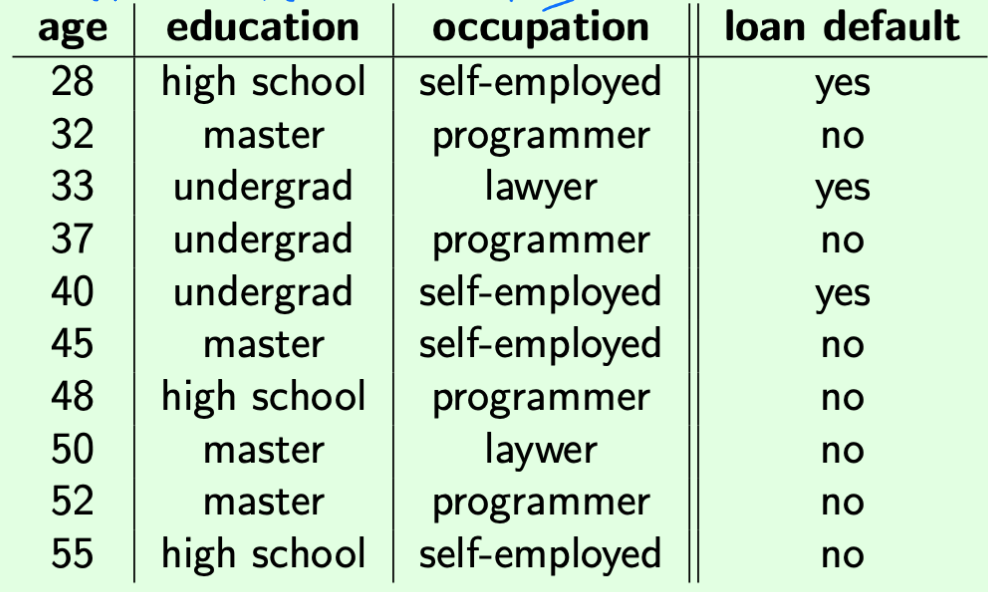 age education occupation loan default
28 high school self-employed yes
32 master programmer no
33 undergrad lawyer yes
37 undergrad programmer no
40 undergrad self-employed yes
45 master self-employed no
48 high school programmer no
50 master laywer no
52 master programmer no
55 high school self-employed no